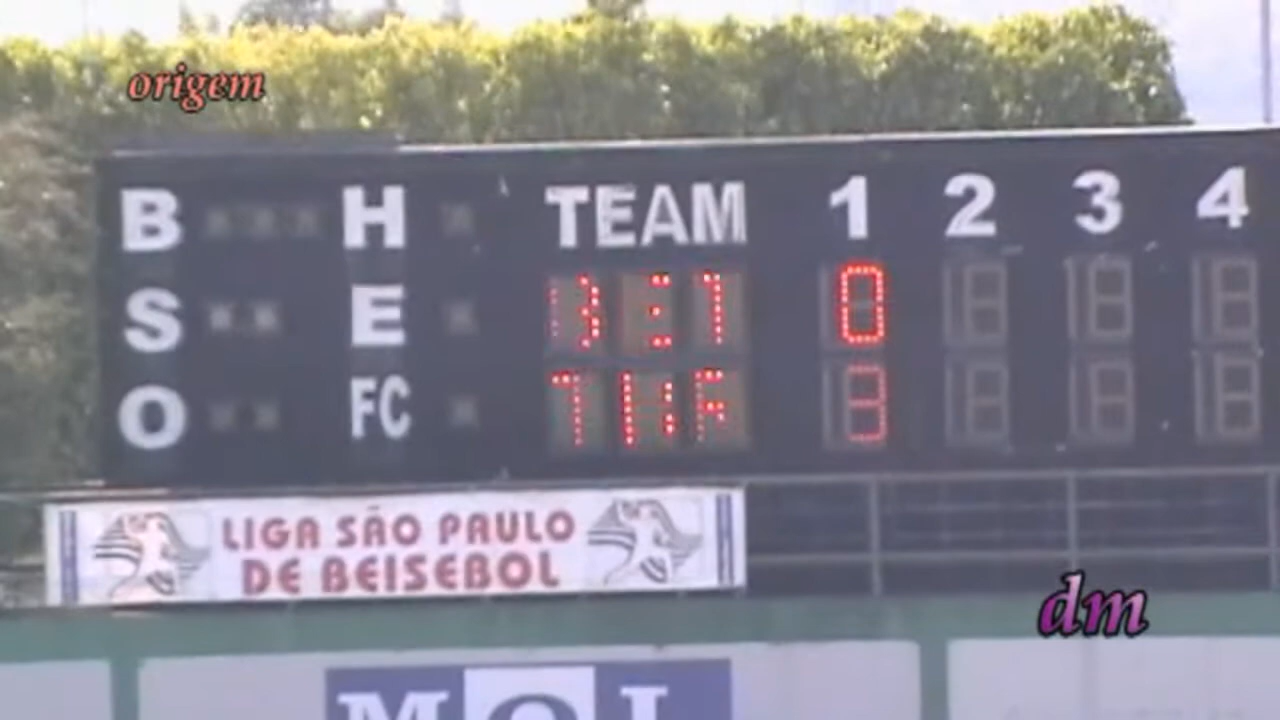 origem
B H TEAM 1 2 3 4
S E 0
O FC
LIGA SÃO PAULO
DE BEISEBOL
dm